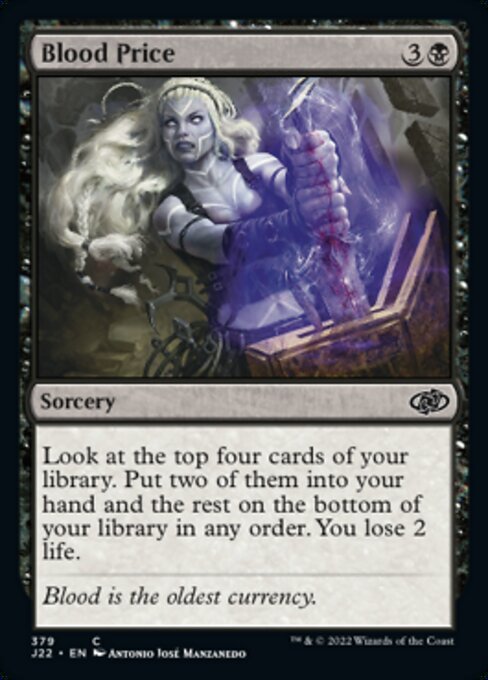 Blood Price 3
Sorcery
Look at the top four cards of your
library. Put two of them into your
hand and the rest on the bottom of
your library in any order. You lose 2
life.
Blood is the oldest currency.
379 C
J22 • EN Antonio José Manzanedo
™ & © 2022 Wizards of the Coast